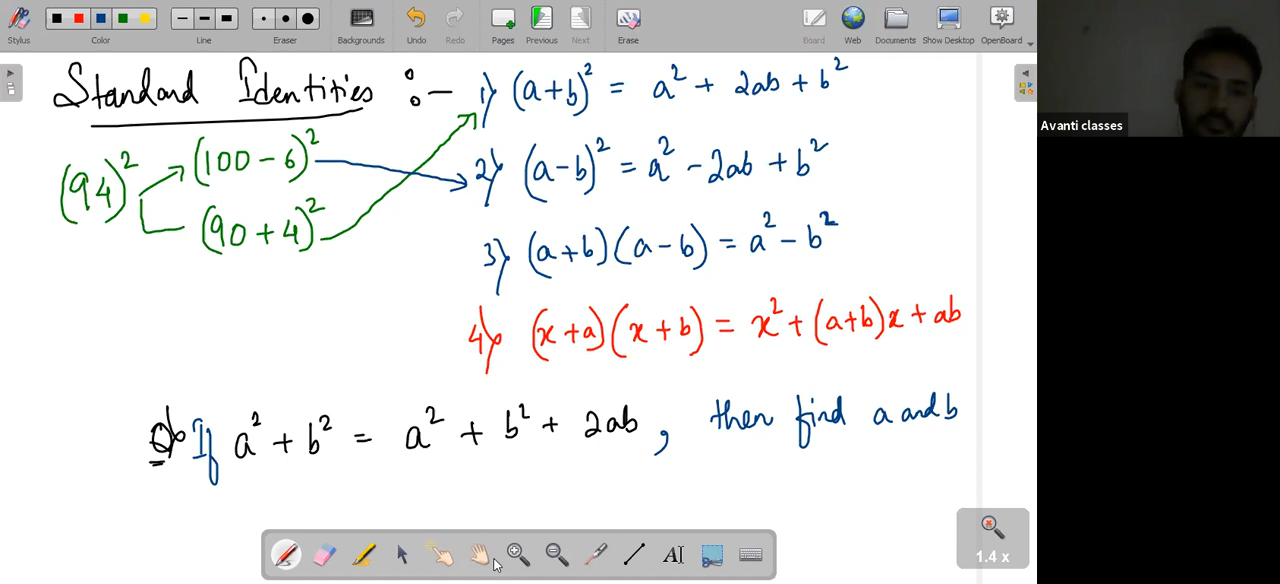 Stylus Color Line Eraser Backgrounds Undo Redo Pages Previous Next Erase Board Web Documents Show Desktop OpenBoard
Standard Identities :-
1) (a+b)² = a² + 2ab + b²
(94)² (100 - 6)²
(90 + 4)²
2) (a-b)² = a² - 2ab + b²
3) (a+b)(a-b) = a² - b²
4) (x+a)(x+b) = x² + (a+b)x + ab
Q) If a² + b² = a² + b² + 2ab, then find a and b
Avanti classes
AI
1.4 x